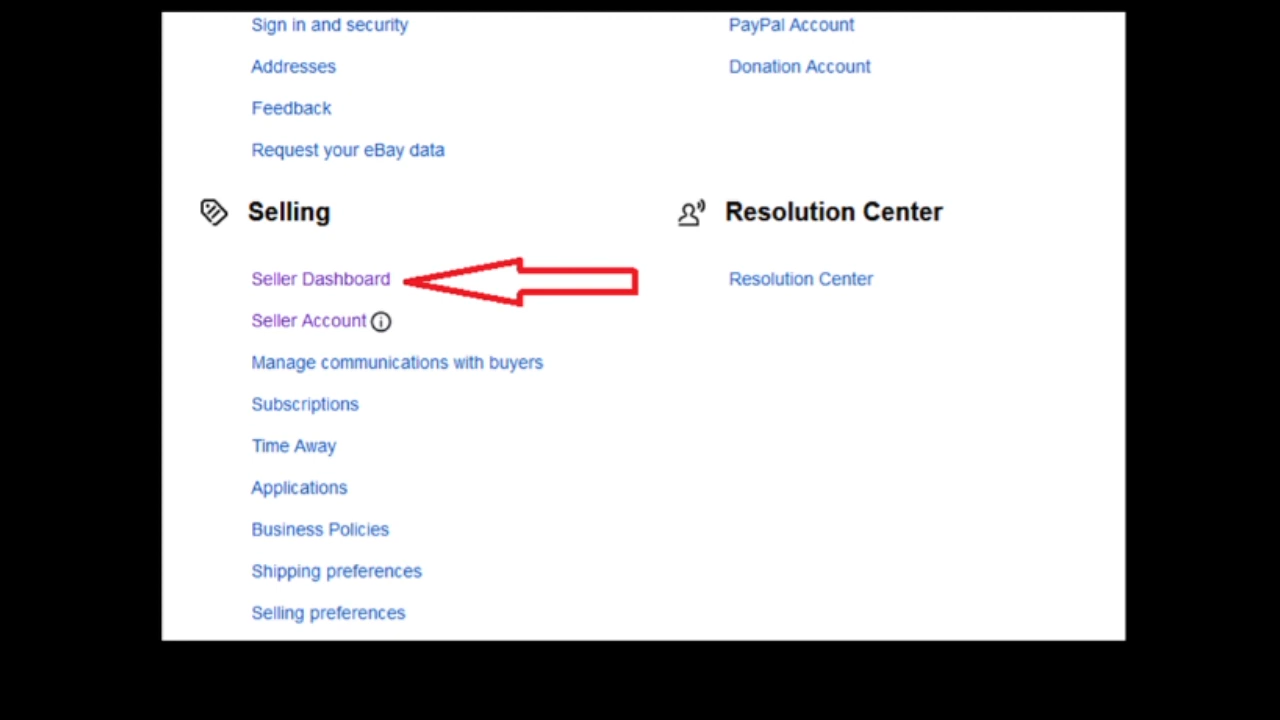 Sign in and security
Addresses
Feedback
Request your eBay data
PayPal Account
Donation Account
Selling
Seller Dashboard
Seller Account
Manage communications with buyers
Subscriptions
Time Away
Applications
Business Policies
Shipping preferences
Selling preferences
Resolution Center
Resolution Center